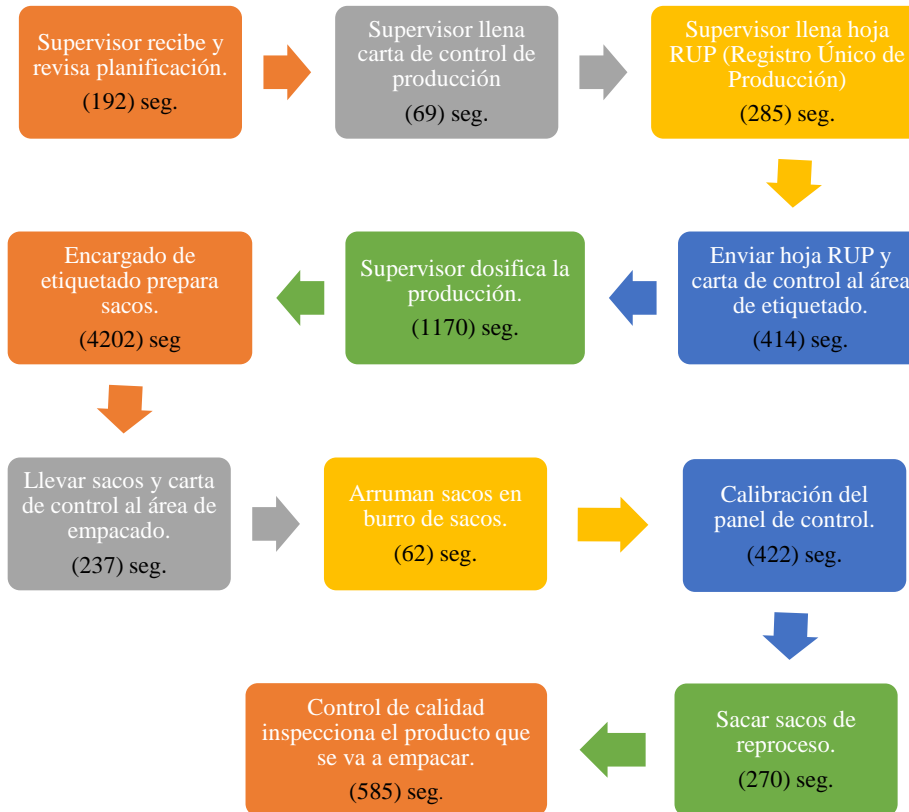 Supervisor recibe y
revisa planificación.
(192) seg.
Supervisor llena
carta de control de
producción
(69) seg.
Supervisor llena hoja
RUP (Registro Único de
Producción)
(285) seg.
Enviar hoja RUP y
carta de control al área
de etiquetado.
(414) seg.
Supervisor dosifica la
producción.
(1170) seg.
Encargado de
etiquetado prepara
sacos.
(4202) seg
Llevar sacos y carta
de control al área de
empacado.
(237) seg.
Arruman sacos en
burro de sacos.
(62) seg.
Calibración del
panel de control.
(422) seg.
Sacar sacos de
reproceso.
(270) seg.
Control de calidad
inspecciona el producto que
se va a empacar.
(585) seg.